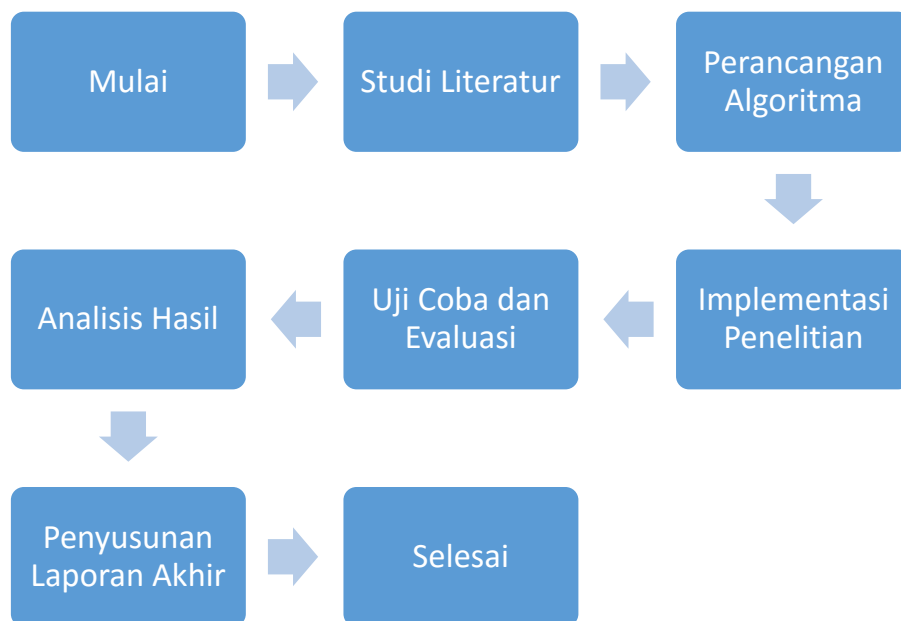 Mulai
Studi Literatur
Perancangan
Algoritma
Implementasi
Penelitian
Uji Coba dan
Evaluasi
Analisis Hasil
Penyusunan
Laporan Akhir
Selesai